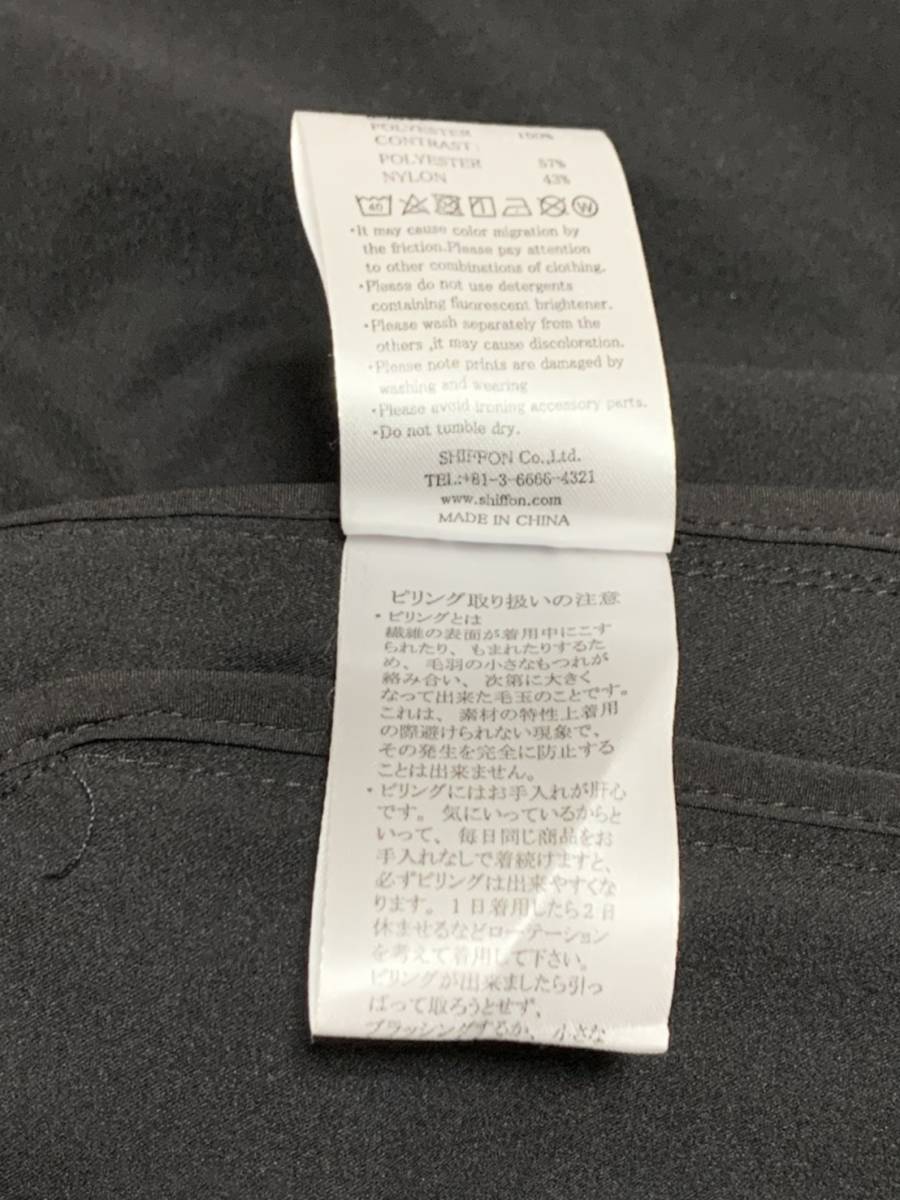 POLYESTER 100%
CONTRAST :
POLYESTER 57%
NYLON 43%
40 W
・It may cause color migration by
the friction.Please pay attention
to other combinations of clothing.
・Please do not use detergents
containing fluorescent brightener.
・Please wash separately from the
others ,it may cause discoloration.
・Please note prints are damaged by
washing and wearing
・Please avoid ironing accessory parts.
・Do not tumble dry.
SHIFFON Co.,Ltd.
TEL:+81-3-6666-4321
www.shiffon.com
MADE IN CHINA
ピリング取り扱いの注意
・ピリングとは
繊維の表面が着用中にこす
られたり、もまれたりするた
め、毛羽の小さなもつれが
絡み合い、次第に大きく
なって出来た毛玉のことです。
これは、素材の特性上着用
の際避けられない現象で、
その発生を完全に防止する
ことは出来ません。
・ピリングにはお手入れが肝心
です。気にいっているからと
いって、毎日同じ商品をお
手入れなしで着続けますと、
必ずピリングは出来やすくな
ります。1日着用したら2日
休ませるなどローテーション
を考えて着用して下さい。
ピリングが出来ましたら引っ
ぱって取ろうとせず、
ブラッシングするか、小さな